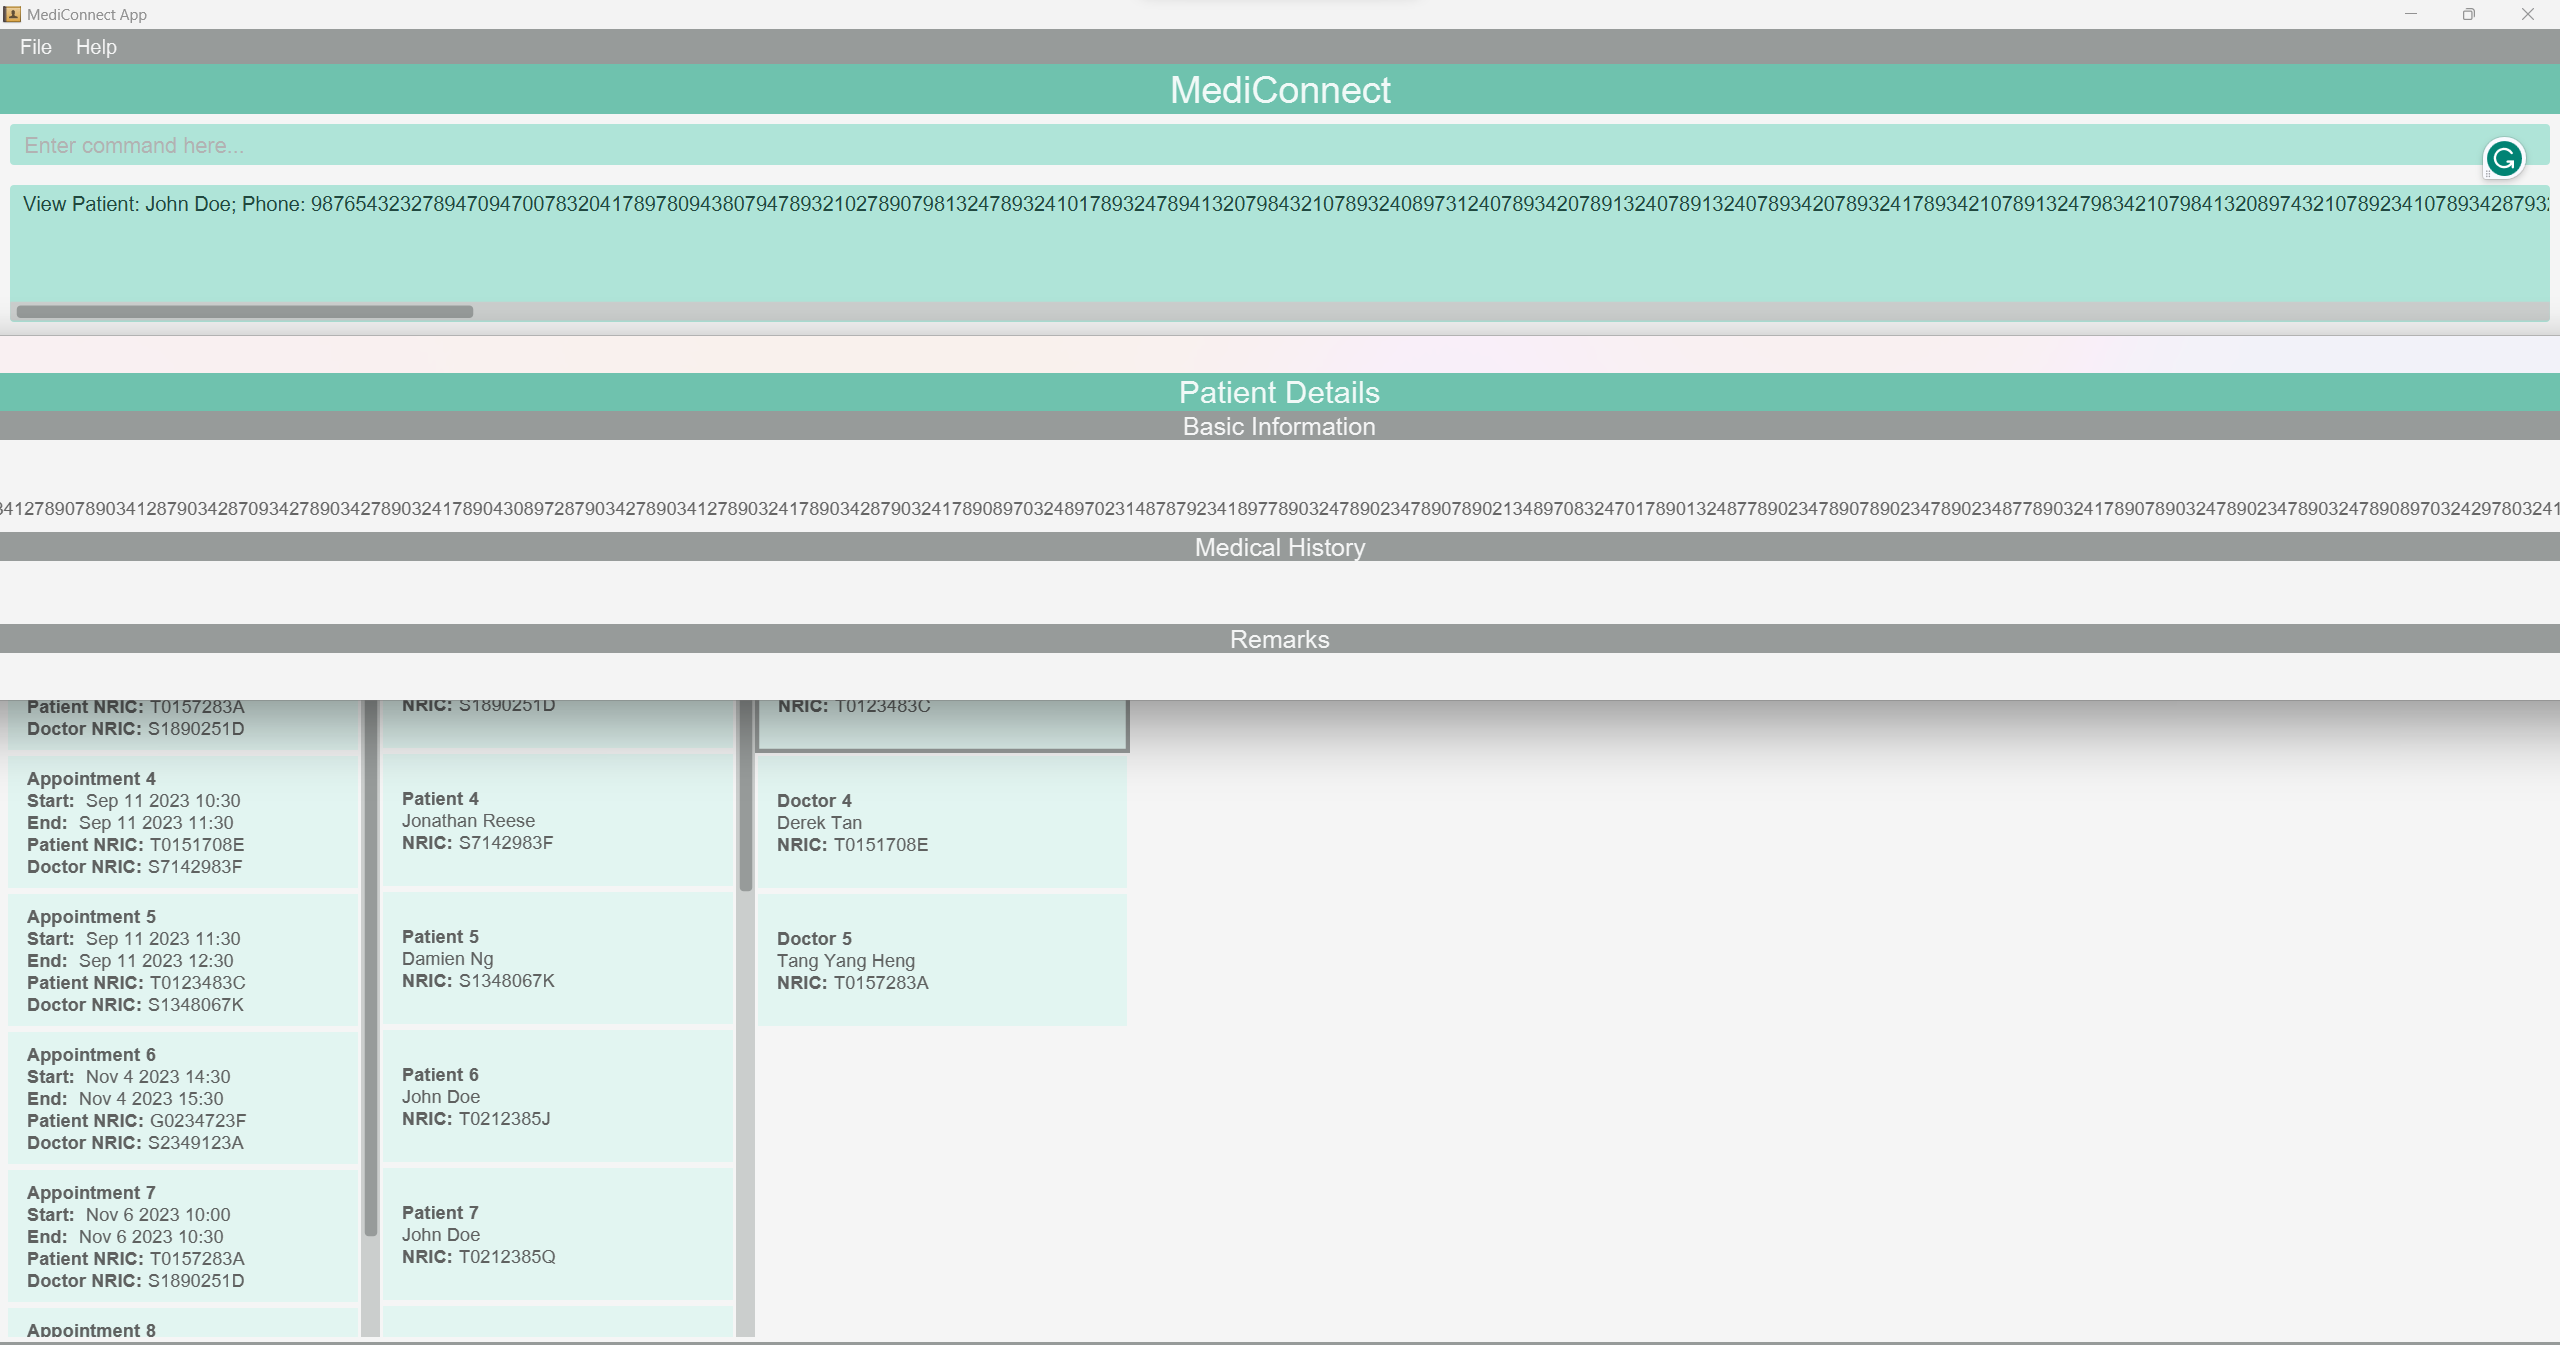 MediConnect App
File Help
MediConnect
Enter command here...
View Patient: John Doe; Phone:
Patient Details
Basic Information
Medical History
Remarks
Patient NRIC: T0157283A
Doctor NRIC: S1890251D
Appointment 4
Start: Sep 11 2023 10:30
End: Sep 11 2023 11:30
Patient NRIC: T0151708E
Doctor NRIC: S7142983F
Appointment 5
Start: Sep 11 2023 11:30
End: Sep 11 2023 12:30
Patient NRIC: T0123483C
Doctor NRIC: S1348067K
Appointment 6
Start: Nov 4 2023 14:30
End: Nov 4 2023 15:30
Patient NRIC: G0234723F
Doctor NRIC: S2349123A
Appointment 7
Start: Nov 6 2023 10:00
End: Nov 6 2023 10:30
Patient NRIC: T0157283A
Doctor NRIC: S1890251D
Appointment 8
NRIC: S1890251D
Patient 4
Jonathan Reese
NRIC: S7142983F
Patient 5
Damien Ng
NRIC: S1348067K
Patient 6
John Doe
NRIC: T0212385J
Patient 7
John Doe
NRIC: T0212385Q
NRIC: T0123483C
Doctor 4
Derek Tan
NRIC: T0151708E
Doctor 5
Tang Yang Heng
NRIC: T0157283A